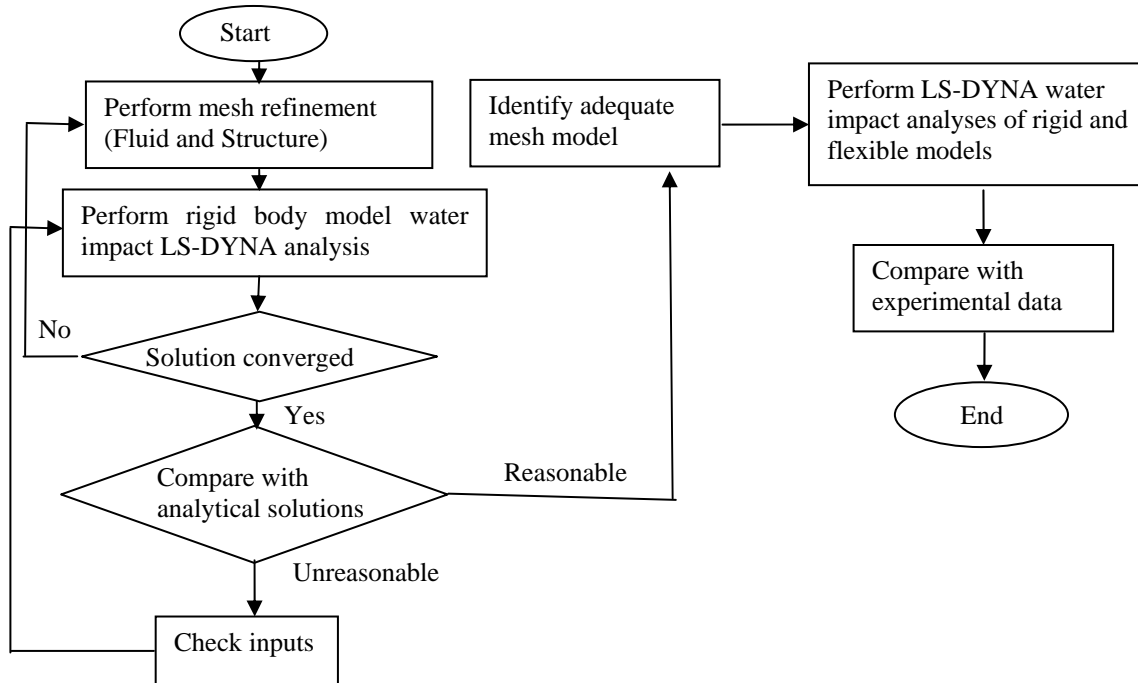 Start
Perform mesh refinement
(Fluid and Structure)
Perform rigid body model water
impact LS-DYNA analysis
No
Solution converged
Yes
Compare with
analytical solutions
Reasonable
Unreasonable
Check inputs
Identify adequate
mesh model
Perform LS-DYNA water
impact analyses of rigid and
flexible models
Compare with
experimental data
End